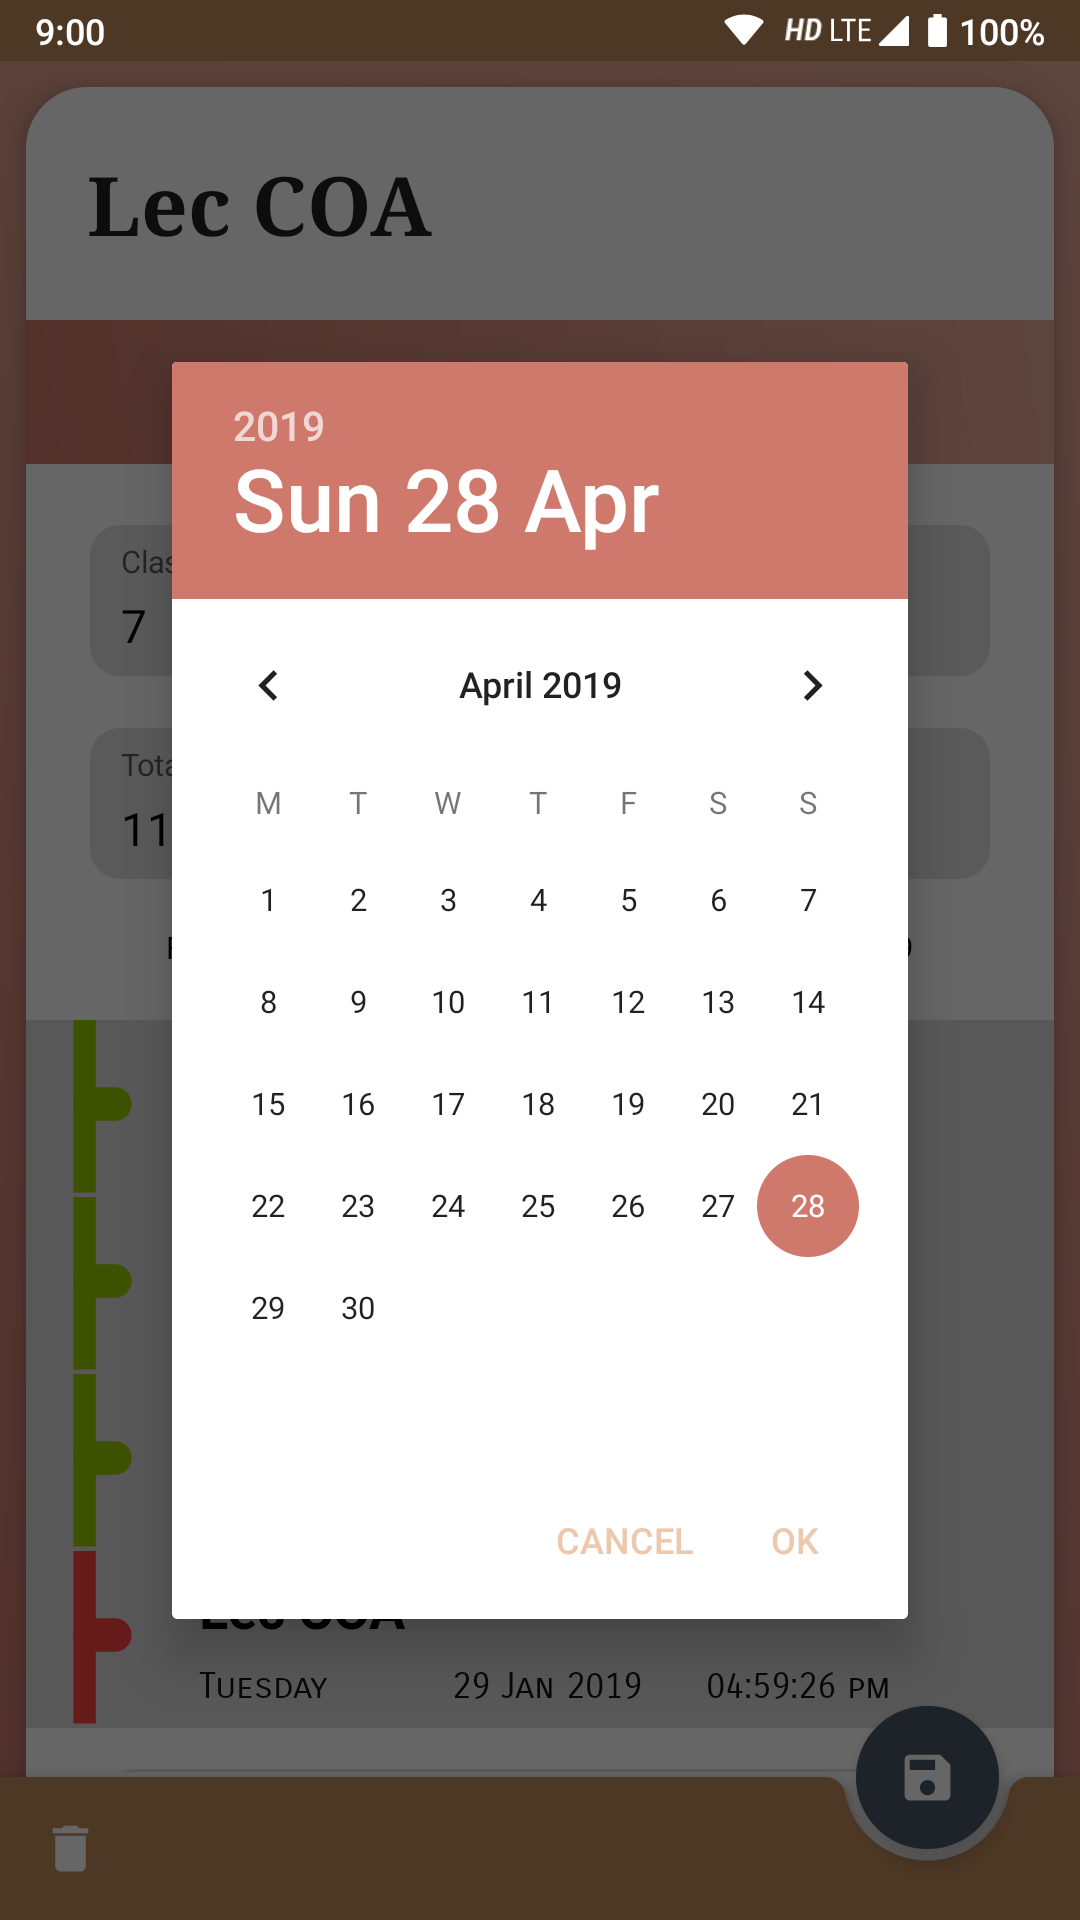 9:00 HD LTE 100%
Lec COA
2019
Sun 28 Apr
7
April 2019
M T W T F S S
11
1 2 3 4 5 6 7
8 9 10 11 12 13 14
15 16 17 18 19 20 21
22 23 24 25 26 27 28
29 30
CANCEL OK
Lec COA
Tuesday 29 Jan 2019 04:59:26 pm